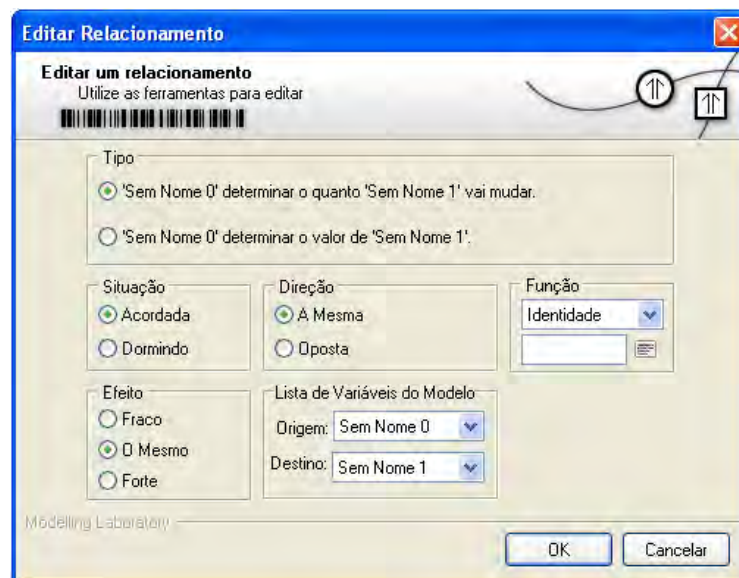 Editar Relacionamento
Editar um relacionamento
Utilize as ferramentas para editar
Tipo
'Sem Nome 0' determinar o quanto 'Sem Nome 1' vai mudar.
'Sem Nome 0' determinar o valor de 'Sem Nome 1'.
Situação
Acordada
Dormindo
Direção
A Mesma
Oposta
Função
Identidade
Efeito
Fraco
O Mesmo
Forte
Lista de Variáveis do Modelo
Origem: Sem Nome 0
Destino: Sem Nome 1
Modelling Laboratory
OK Cancelar